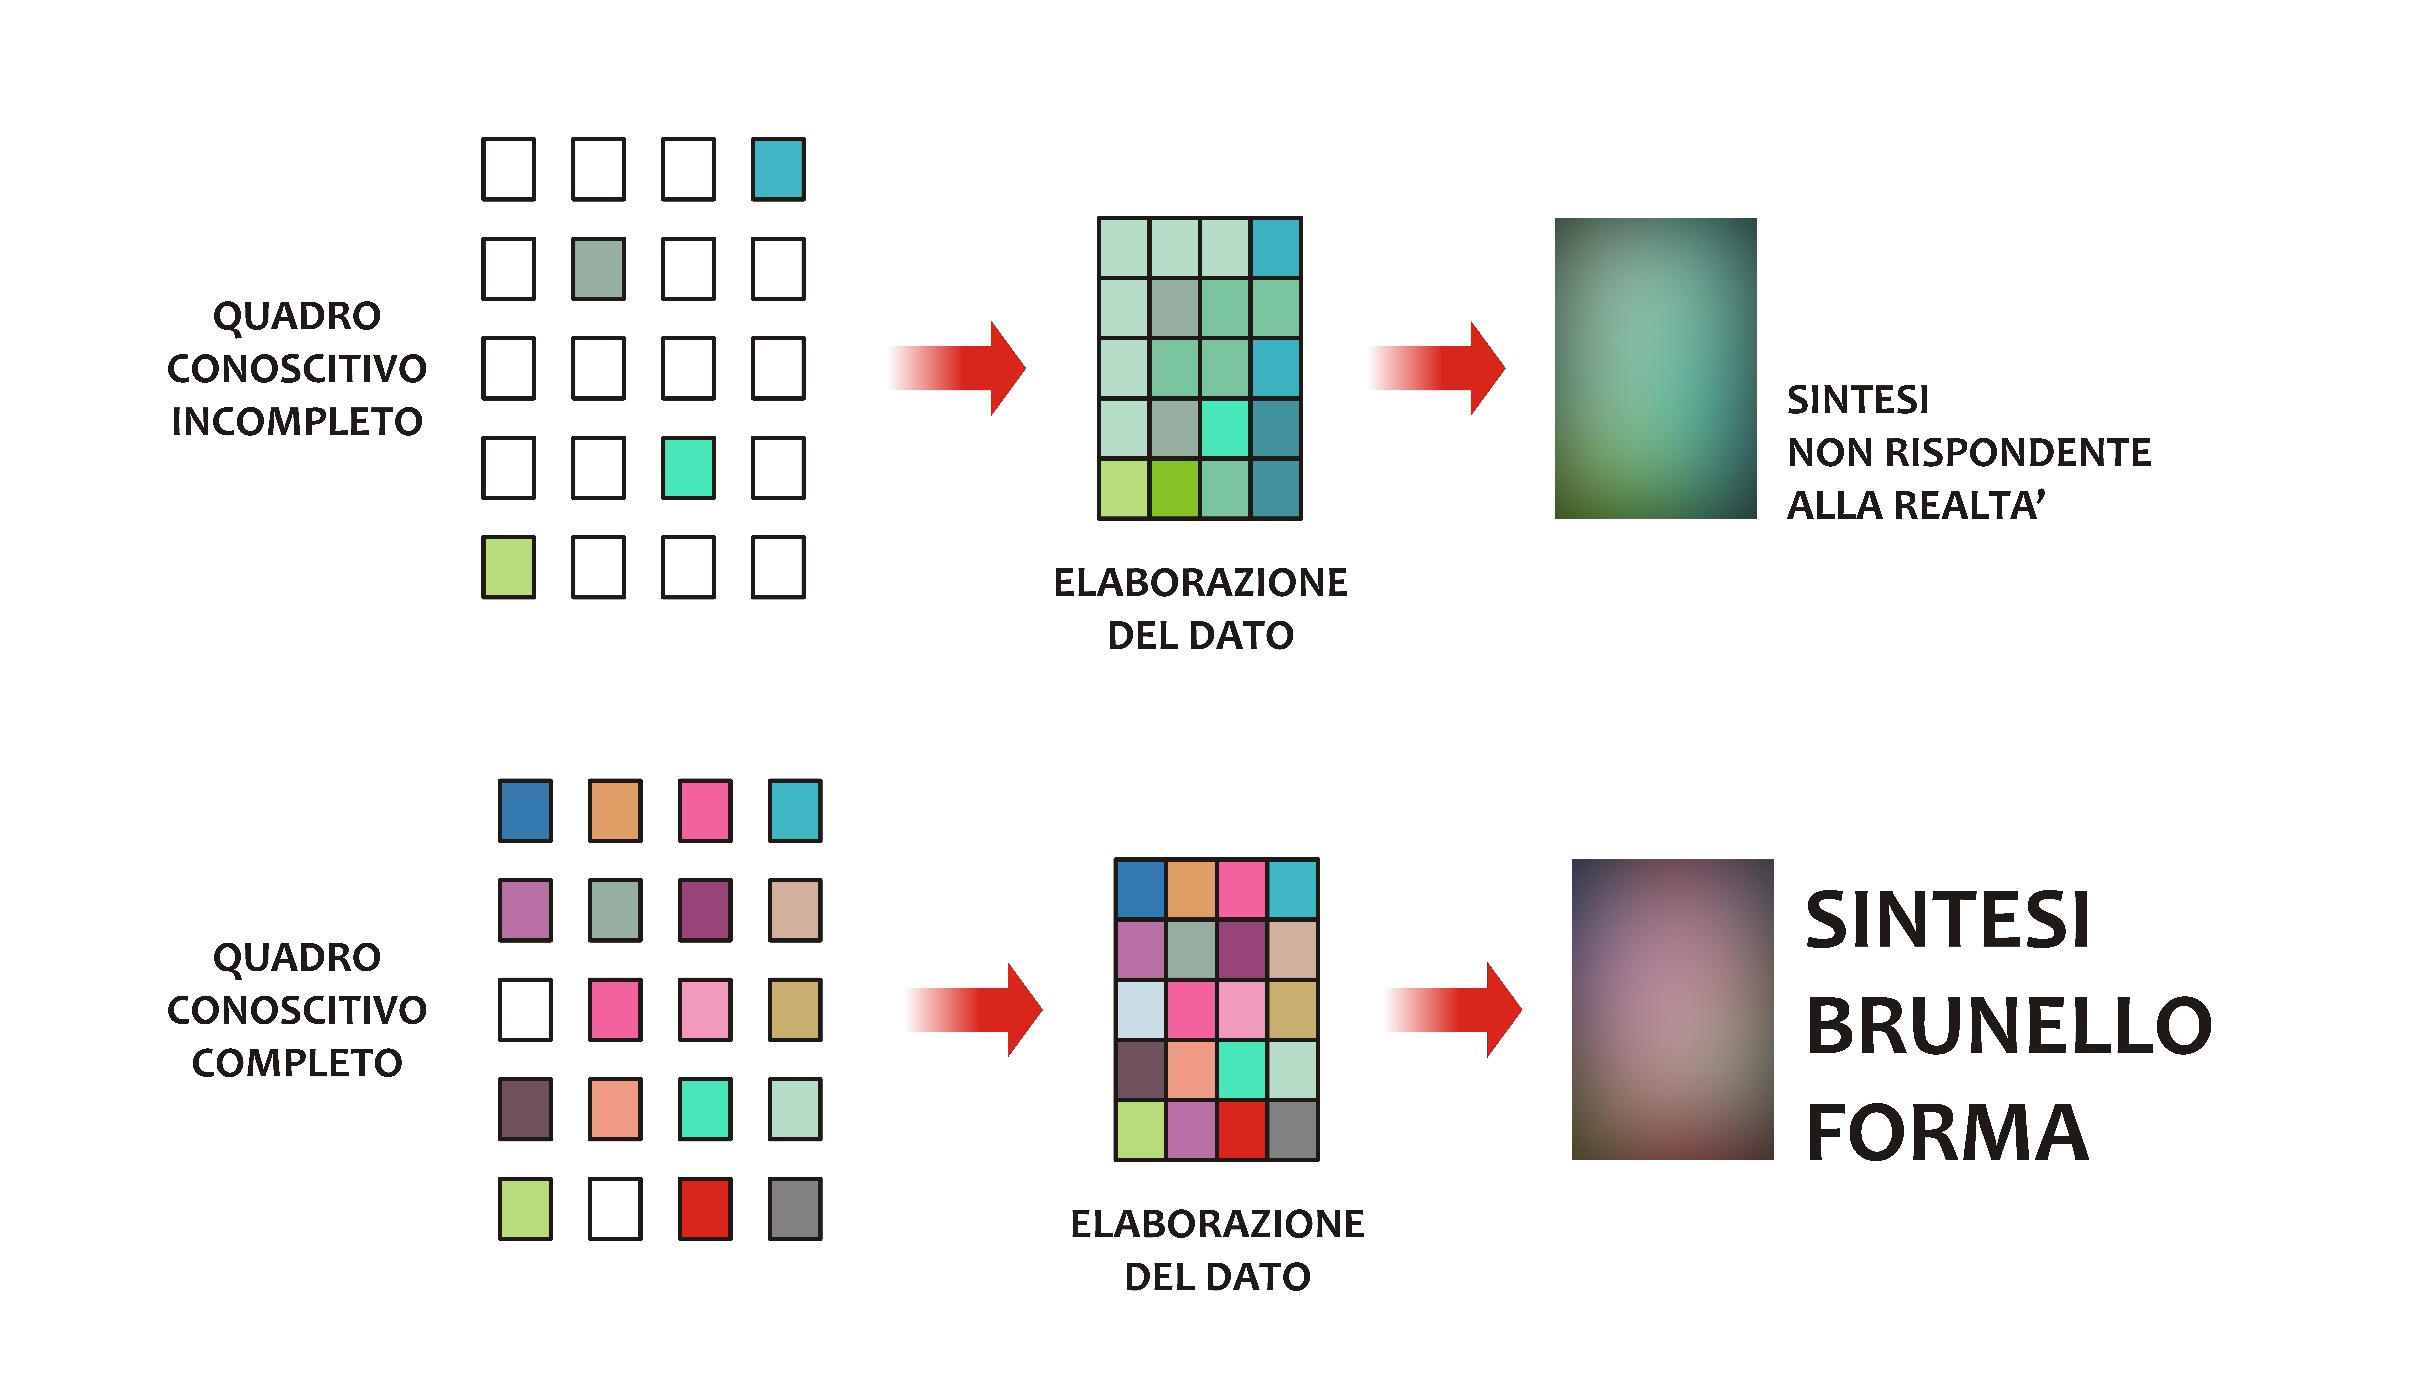 QUADRO
CONOSCITIVO
INCOMPLETO
ELABORAZIONE
DEL DATO
SINTESI
NON RISPONDENTE
ALLA REALTA’
QUADRO
CONOSCITIVO
COMPLETO
ELABORAZIONE
DEL DATO
SINTESI
BRUNELLO
FORMA